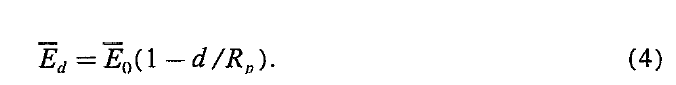 Ē_d = Ē_0(1 − d/R_p). (4)